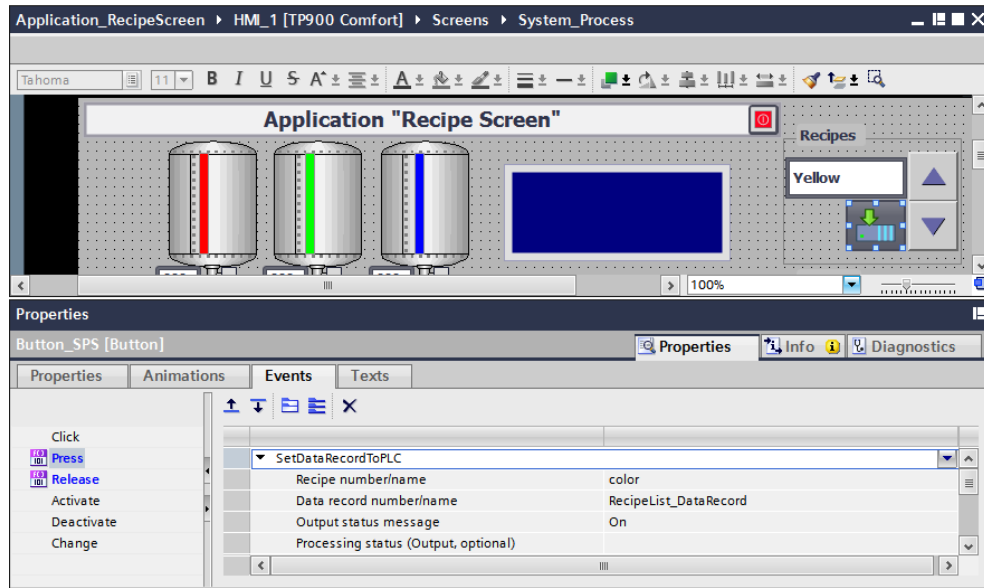 Application_RecipeScreen ▸ HMI_1 [TP900 Comfort] ▸ Screens ▸ System_Process
Tahoma 11 B I U S A
Application "Recipe Screen"
Recipes
Yellow
100%
Properties
Button_SPS [Button]
Properties Info Diagnostics
Properties Animations Events Texts
Click
Press
Release
Activate
Deactivate
Change
SetDataRecordToPLC
Recipe number/name color
Data record number/name RecipeList_DataRecord
Output status message On
Processing status (Output, optional)